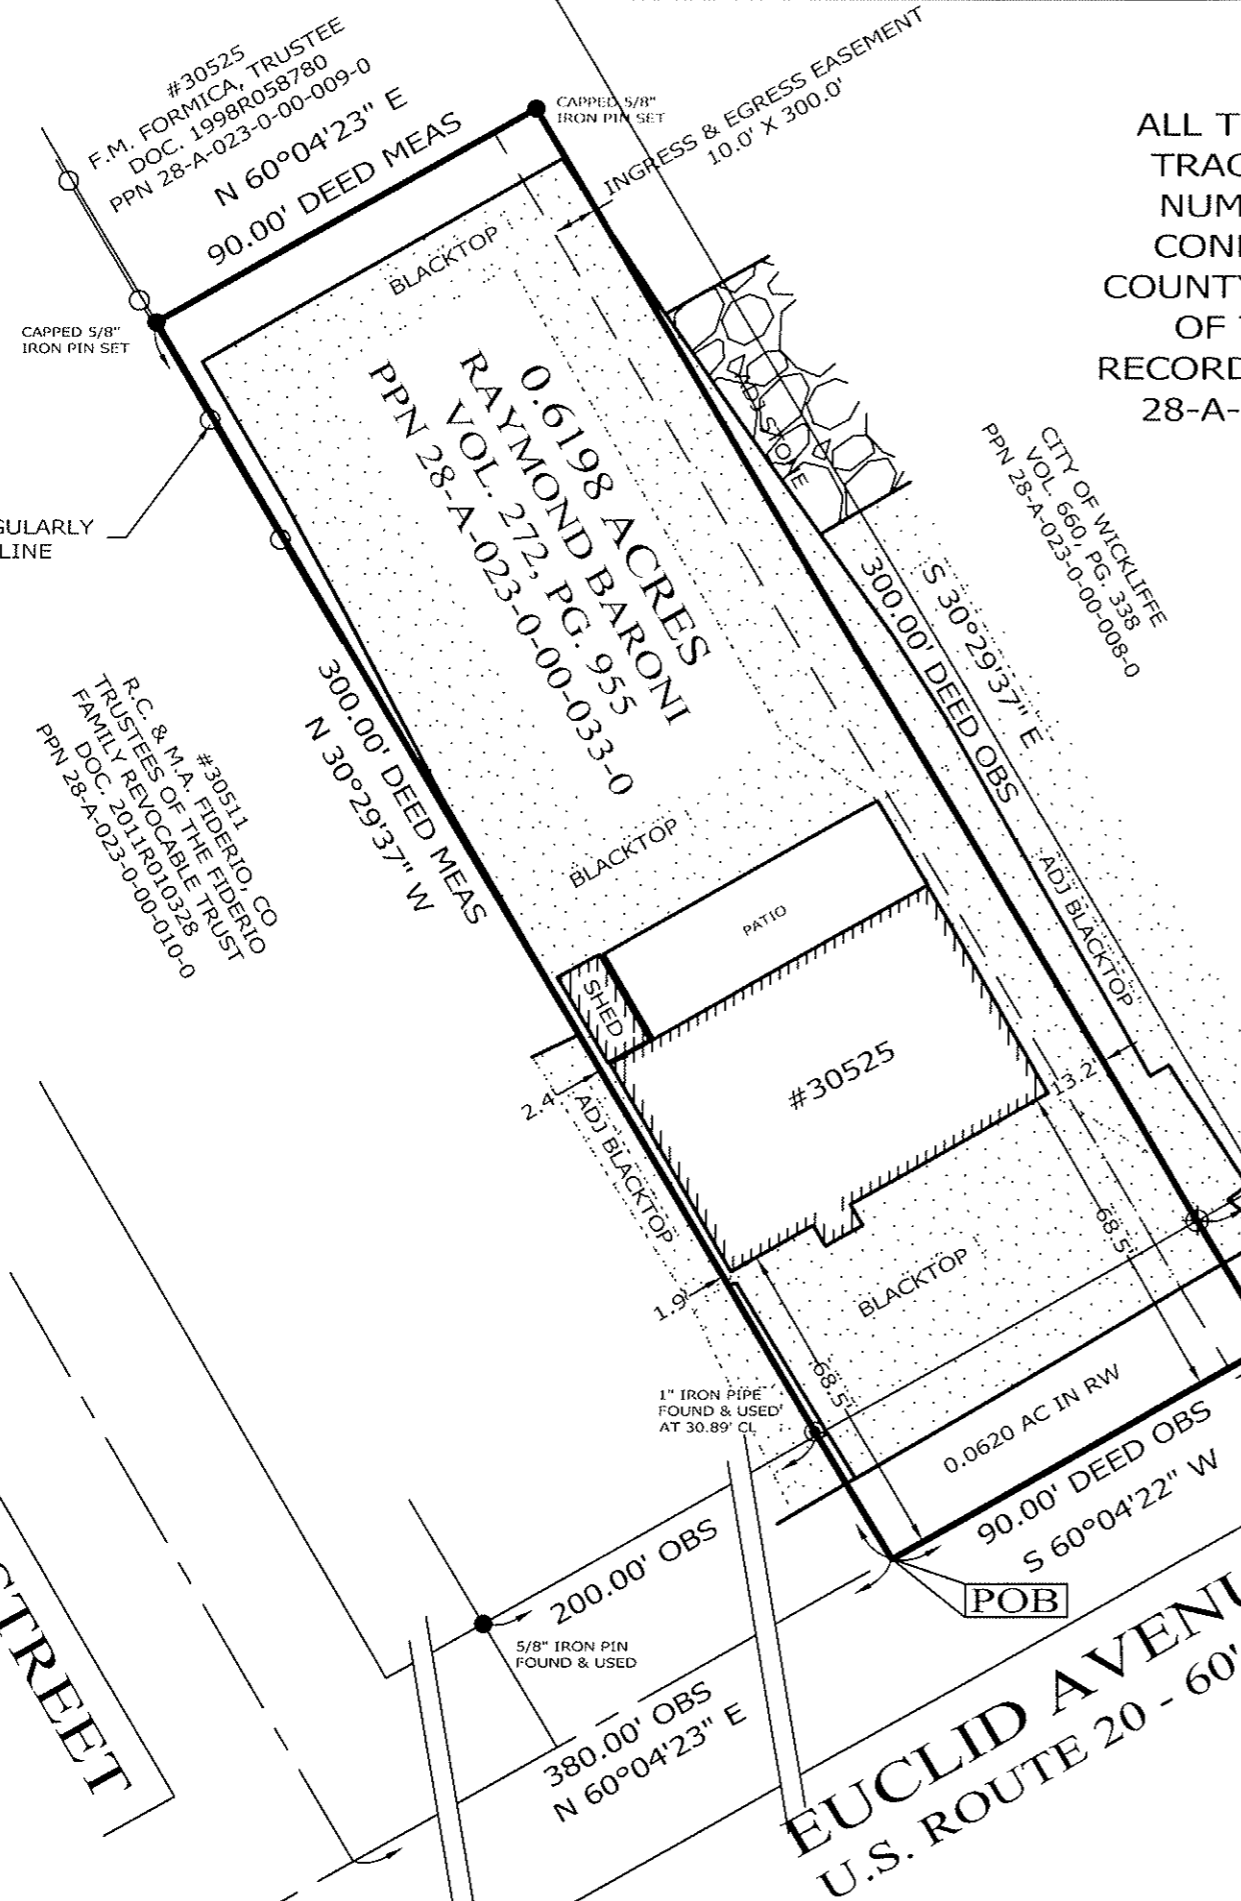 #30525
F.M. FORMICA, TRUSTEE
DOC. 1998R058780
PPN 28-A-023-0-00-009-0
N 60°04'23" E
90.00' DEED MEAS
CAPPED 5/8"
IRON PIN SET
INGRESS & EGRESS EASEMENT
10.0' X 300.0'
ALL T
TRAC
NUM
CON
COUNTY
OF
RECORD
28-A-
CAPPED 5/8"
IRON PIN SET
BLACKTOP
0.6198 ACRES
RAYMOND BARONI
VOL. 272, PG. 955
PPN 28-A-023-0-00-033-0
ADJ STONE
CITY OF WICKLIFFE
VOL. 660, PG. 338
PPN 28-A-023-0-00-008-0
GULARLY
LINE
S 30°29'37" E
300.00' DEED OBS
300.00' DEED MEAS
N 30°29'37" W
#30511
R.C. & M.A. FIDERIO, CO
TRUSTEES OF THE FIDERIO
FAMILY REVOCABLE TRUST
DOC. 2011R010328
PPN 28-A-023-0-00-010-0
BLACKTOP
PATIO
ADJ BLACKTOP
SHED
#30525
13.2'
2.4'
ADJ BLACKTOP
68.5'
BLACKTOP
1.9'
68.5'
1" IRON PIPE
FOUND & USED
AT 30.89' CL
0.0620 AC IN RW
90.00' DEED OBS
S 60°04'22" W
POB
200.00' OBS
5/8" IRON PIN
FOUND & USED
380.00' OBS
N 60°04'23" E
STREET
EUCLID AVENU
U.S. ROUTE 20 - 60'